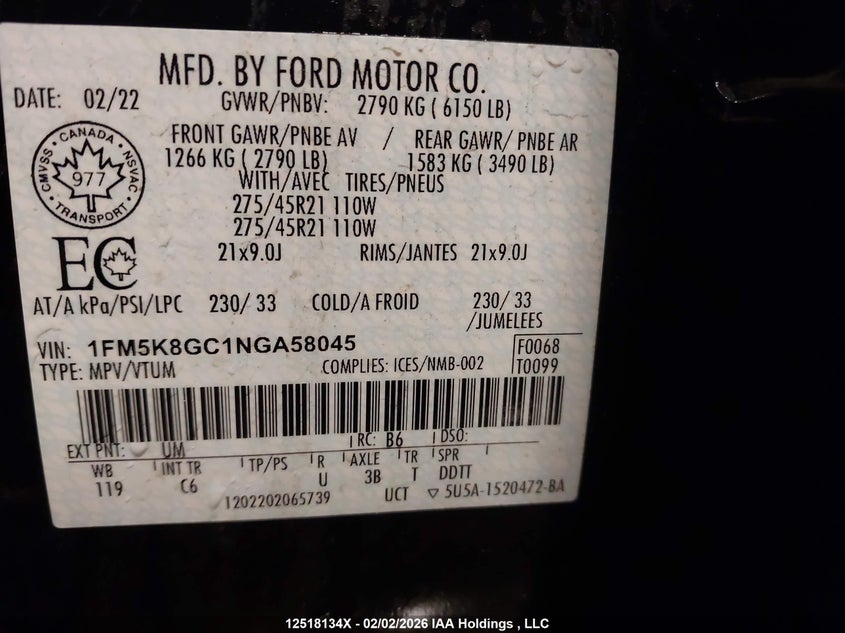 MFD. BY FORD MOTOR CO.
DATE: 02/22 GVWR/PNBV: 2790 KG ( 6150 LB)
FRONT GAWR/PNBE AV / REAR GAWR/ PNBE AR
1266 KG ( 2790 LB) 1583 KG ( 3490 LB)
WITH/AVEC TIRES/PNEUS
275/45R21 110W
275/45R21 110W
21x9.0J RIMS/JANTES 21x9.0J
CANADA
CMVSS NSVAC
977
TRANSPORT
EC
AT/A kPa/PSI/LPC 230/ 33 COLD/A FROID 230/ 33
/JUMELEES
VIN: 1FM5K8GC1NGA58045
TYPE: MPV/VTUM COMPLIES: ICES/NMB-002
F0068
T0099
EXT PNT: UM RC: B6 DSO:
WB INT TR TP/PS R AXLE TR SPR
119 C6 U 3B T DDTT
1202202065739 UCT ▽ 5U5A-1520472-BA
12518134X - 02/02/2026 IAA Holdings , LLC